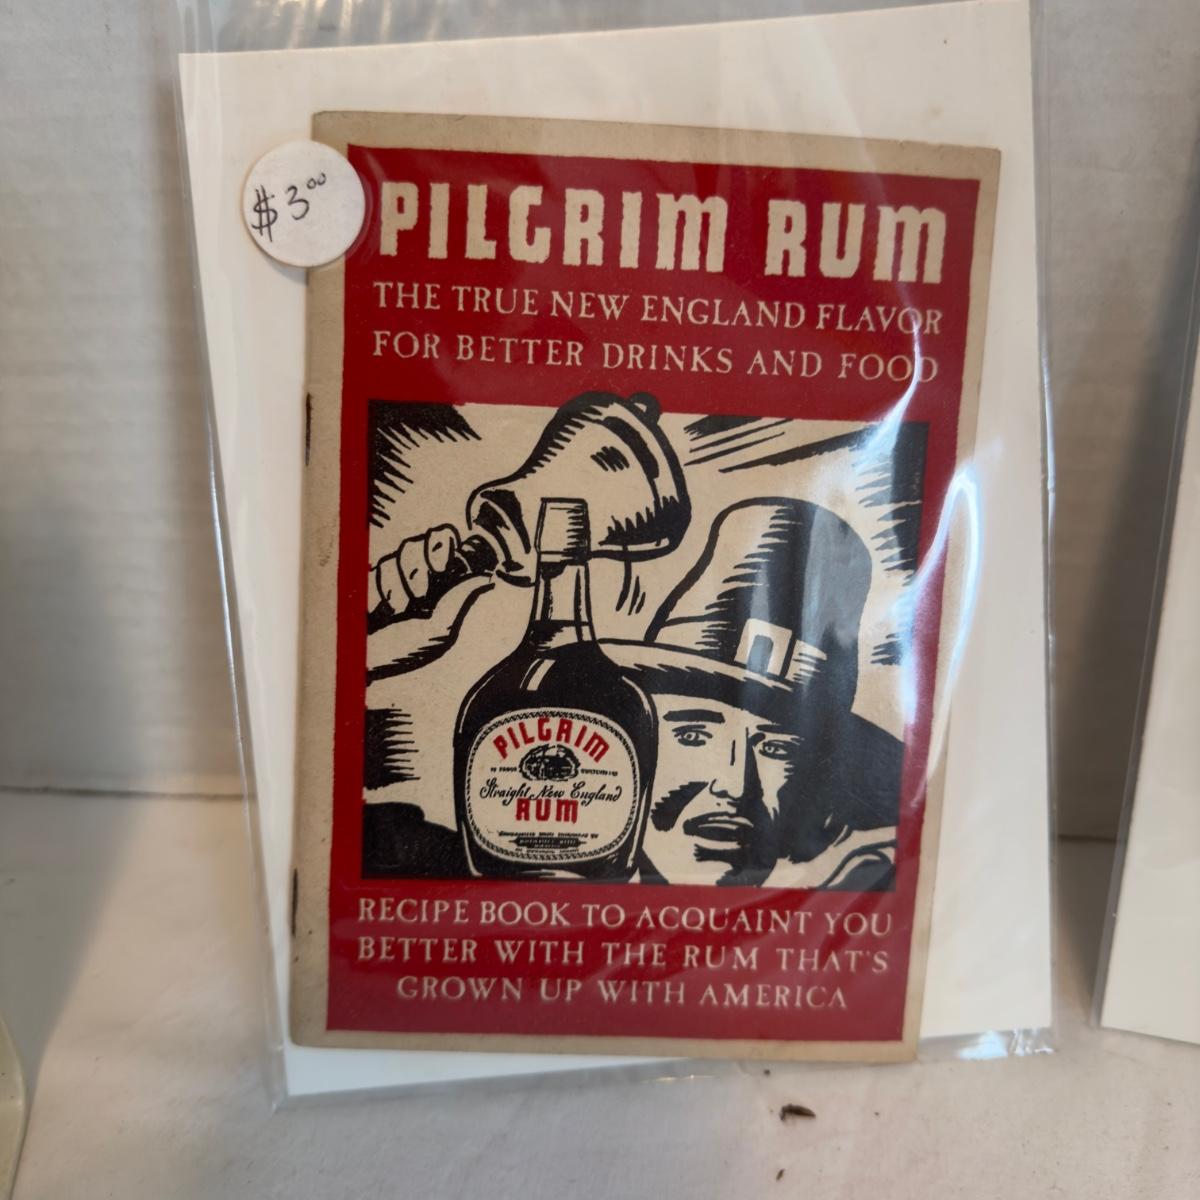 $3.00
PILGRIM RUM
THE TRUE NEW ENGLAND FLAVOR
FOR BETTER DRINKS AND FOOD
PILGRIM
Straight New England
RUM
RECIPE BOOK TO ACQUAINT YOU
BETTER WITH THE RUM THAT'S
GROWN UP WITH AMERICA